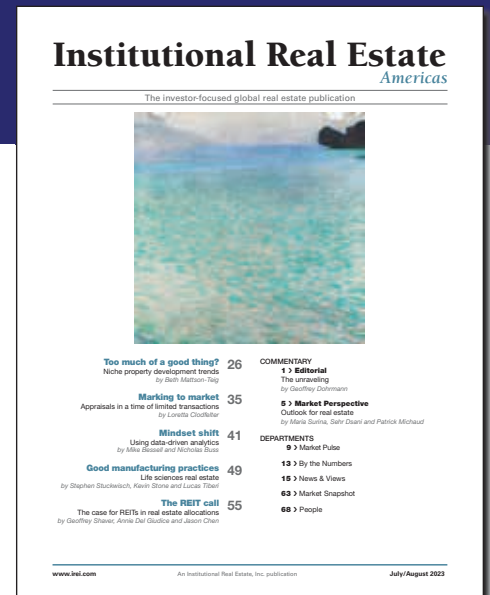 Institutional Real Estate
Americas
The investor-focused global real estate publication
Too much of a good thing? 26
Niche property development trends
by Beth Mattson-Teig
Marking to market 35
Appraisals in a time of limited transactions
by Loretta Clodfelter
Mindset shift 41
Using data-driven analytics
by Mike Bessell and Nicholas Buss
Good manufacturing practices 49
Life sciences real estate
by Stephen Stuckwisch, Kevin Stone and Lucas Tiberi
The REIT call 55
The case for REITs in real estate allocations
by Geoffrey Shaver, Annie Del Giudice and Jason Chen
COMMENTARY
1 › Editorial
The unraveling
by Geoffrey Dohrmann
5 › Market Perspective
Outlook for real estate
by Maria Surina, Sehr Dsani and Patrick Michaud
DEPARTMENTS
9 › Market Pulse
13 › By the Numbers
15 › News & Views
63 › Market Snapshot
68 › People
www.irei.com An Institutional Real Estate, Inc. publication July/August 2023